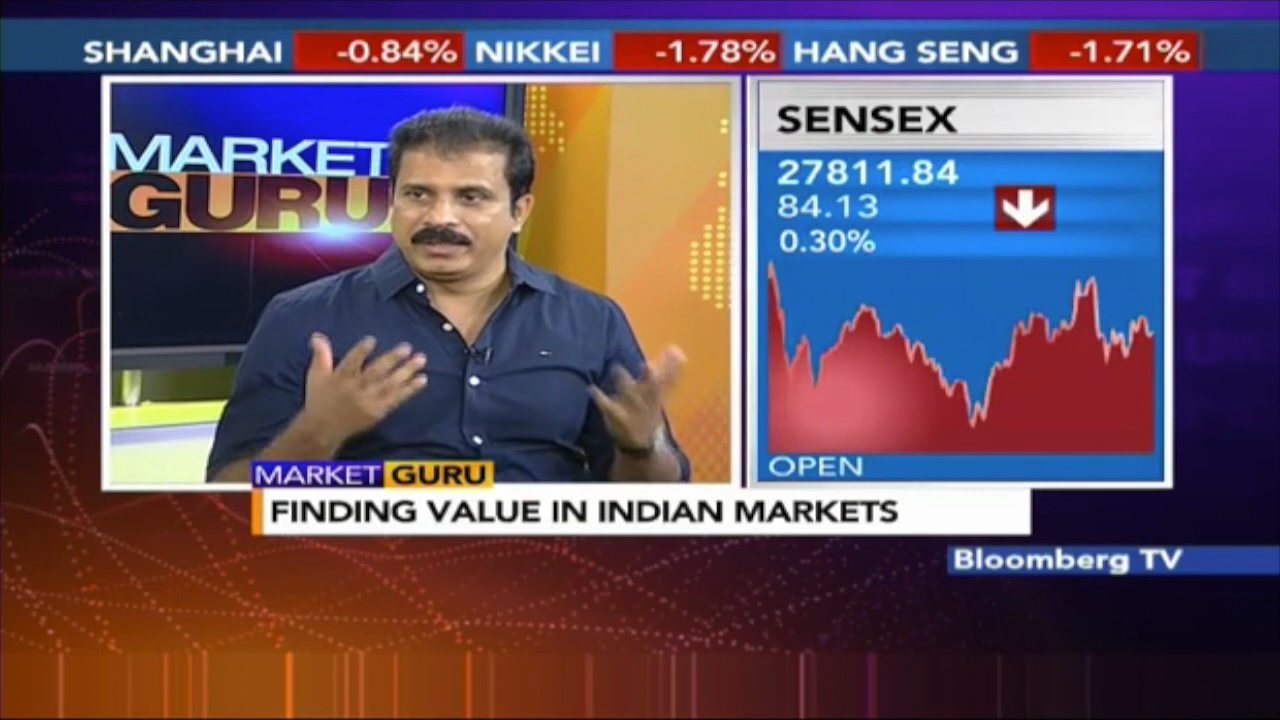 SHANGHAI -0.84% NIKKEI -1.78% HANG SENG -1.71%
MARKET
GURU
SENSEX
27811.84
84.13
0.30%
OPEN
MARKET GURU
FINDING VALUE IN INDIAN MARKETS
Bloomberg TV